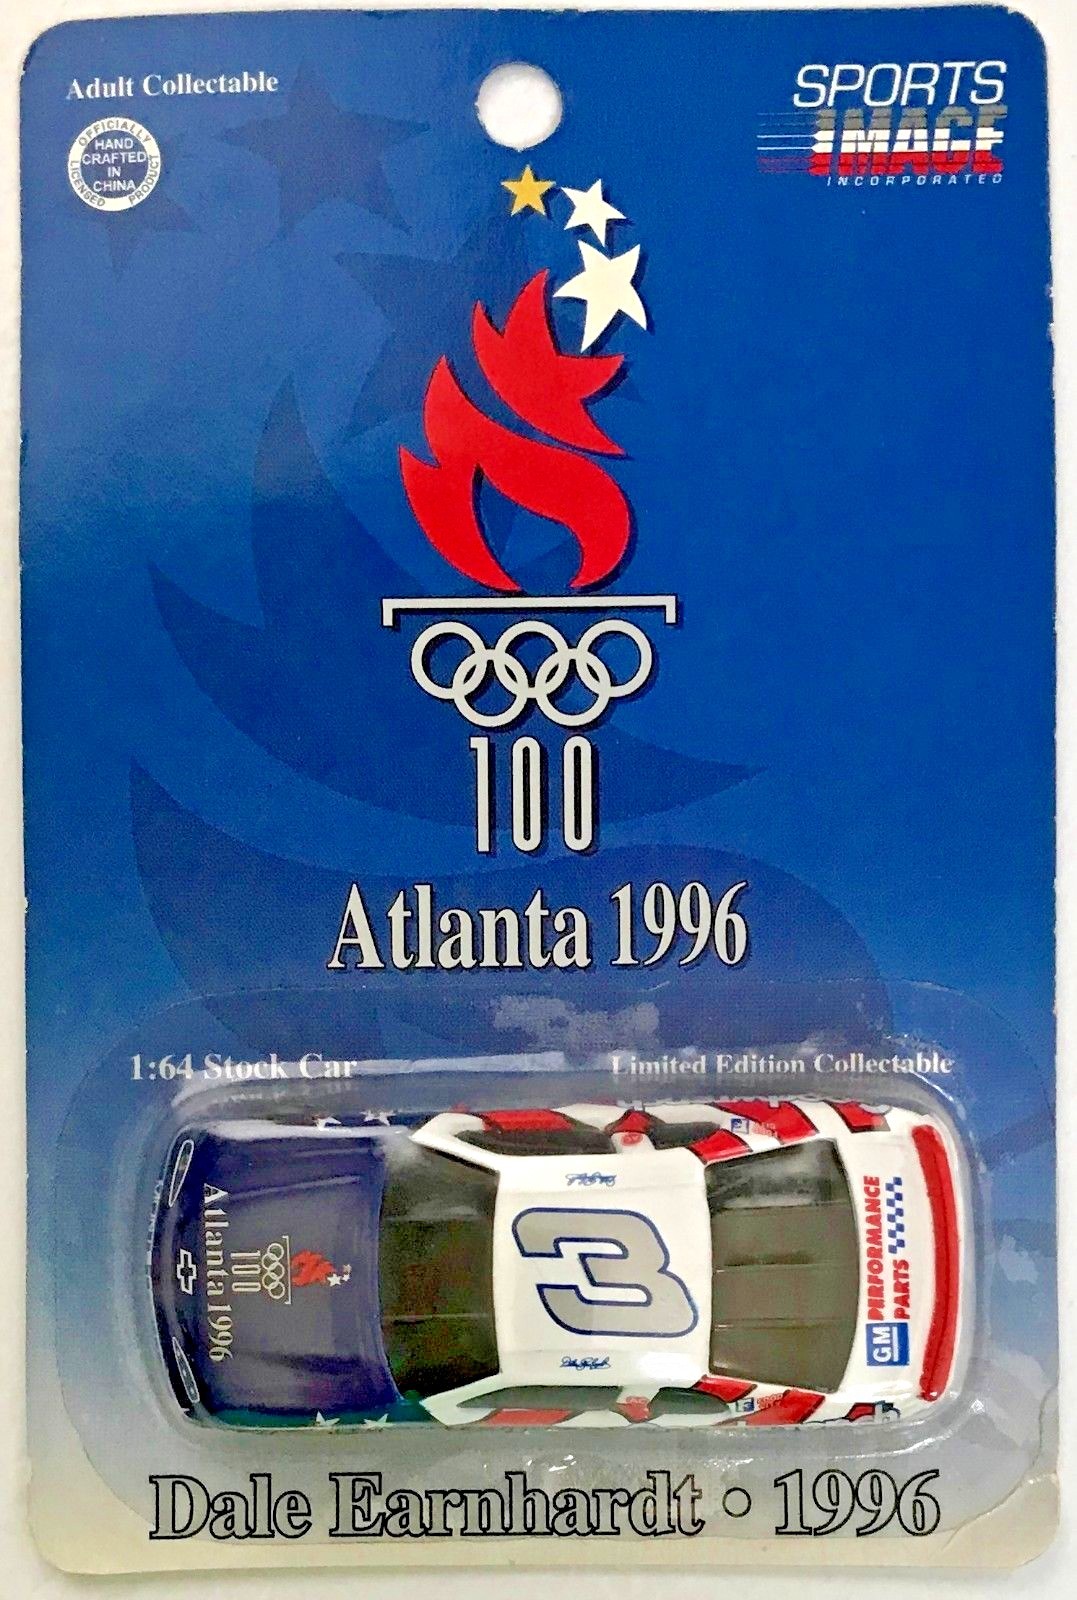 Adult Collectable
OFFICIALLY
LICENSED PRODUCT
HAND
CRAFTED
IN
CHINA
SPORTS
IMAGE
INCORPORATED
100
Atlanta 1996
1:64 Stock Car
Limited Edition Collectable
Atlanta 1996
100
3
GM PERFORMANCE
PARTS
Dale Earnhardt • 1996